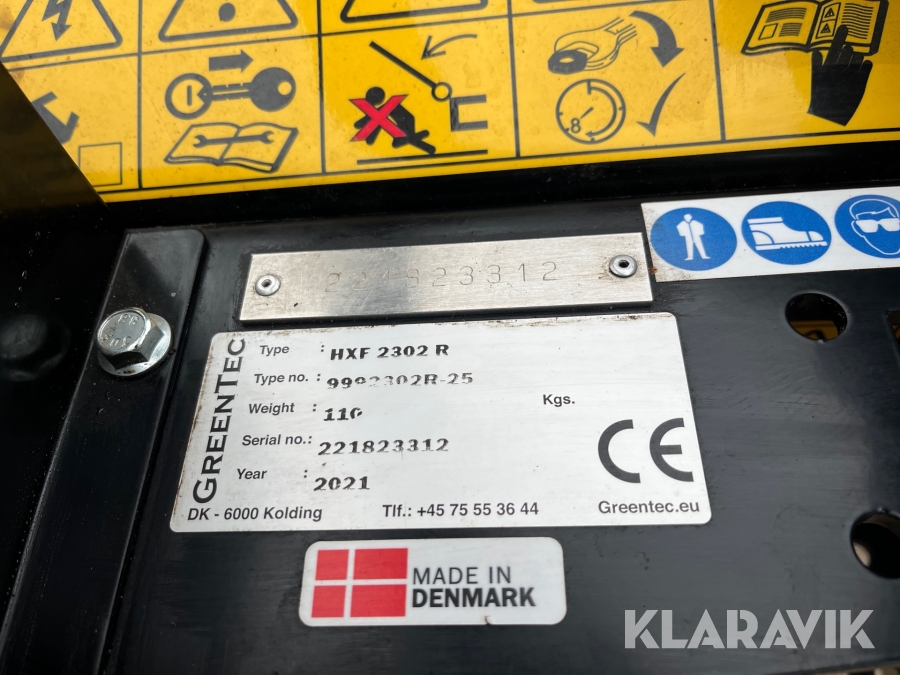 8
221823312
GREENTEC
Type : HXF 2302 R
Type no. : 9992302R-25
Weight : 110 Kgs.
Serial no.: 221823312
Year : 2021
DK - 6000 Kolding Tlf.: +45 75 55 36 44 Greentec.eu
CE
MADE IN
DENMARK
KLARAVIK